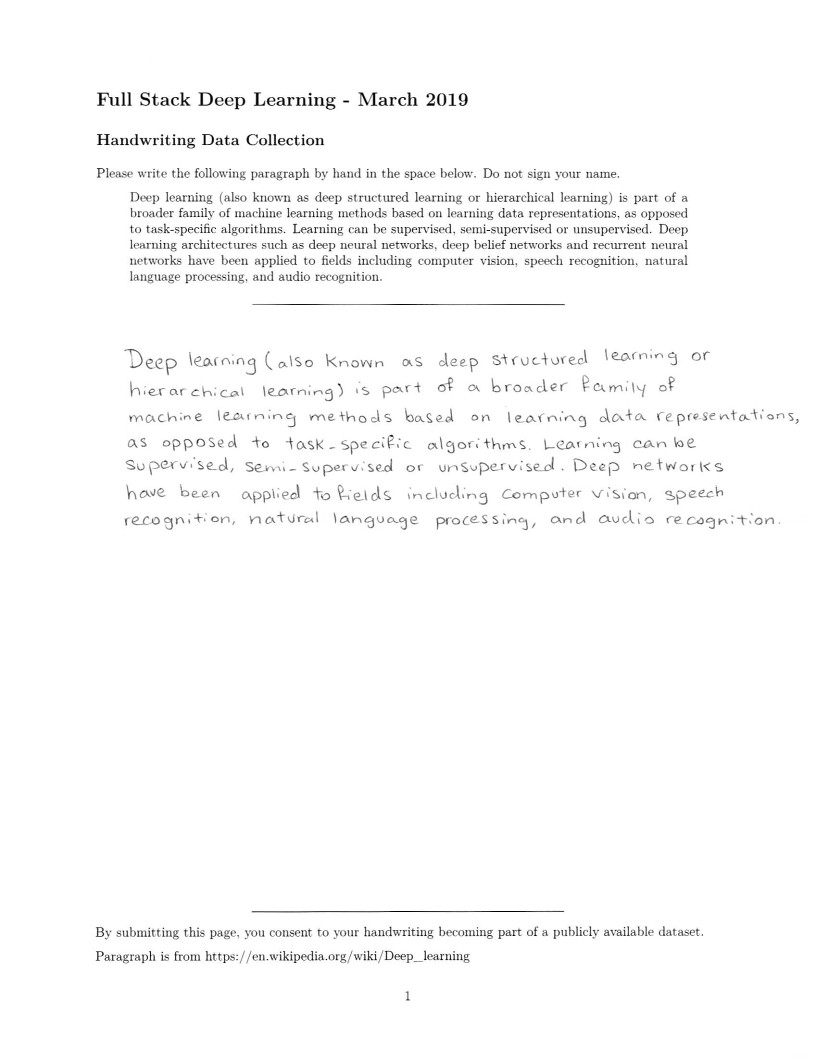 Full Stack Deep Learning - March 2019
Handwriting Data Collection
Please write the following paragraph by hand in the space below. Do not sign your name.
Deep learning (also known as deep structured learning or hierarchical learning) is part of a
broader family of machine learning methods based on learning data representations, as opposed
to task-specific algorithms. Learning can be supervised, semi-supervised or unsupervised. Deep
learning architectures such as deep neural networks, deep belief networks and recurrent neural
networks have been applied to fields including computer vision, speech recognition, natural
language processing, and audio recognition.
Deep learning (also known as deep structured learning or
hierarchical learning) is part of a broader family of
machine learning methods based on learning data representations,
as opposed to task-specific algorithms. Learning can be
supervised, semi-supervised or unsupervised. Deep networks
have been applied to fields including computer vision, speech
recognition, natural language processing, and audio recognition.
By submitting this page, you consent to your handwriting becoming part of a publicly available dataset.
Paragraph is from https://en.wikipedia.org/wiki/Deep_learning
1